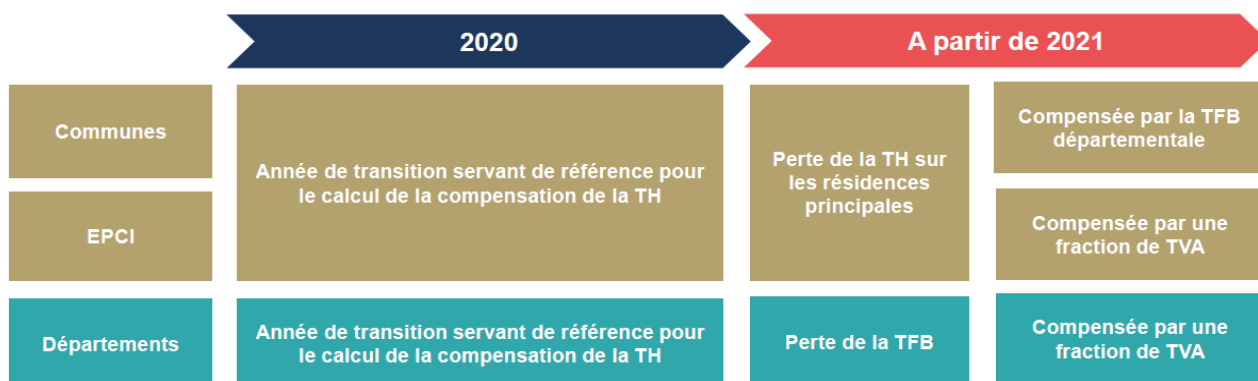 2020
A partir de 2021
Communes
EPCI
Année de transition servant de référence pour
le calcul de la compensation de la TH
Perte de la TH sur
les résidences
principales
Compensée par la TFB
départementale
Compensée par une
fraction de TVA
Départements
Année de transition servant de référence pour
le calcul de la compensation de la TH
Perte de la TFB
Compensée par une
fraction de TVA